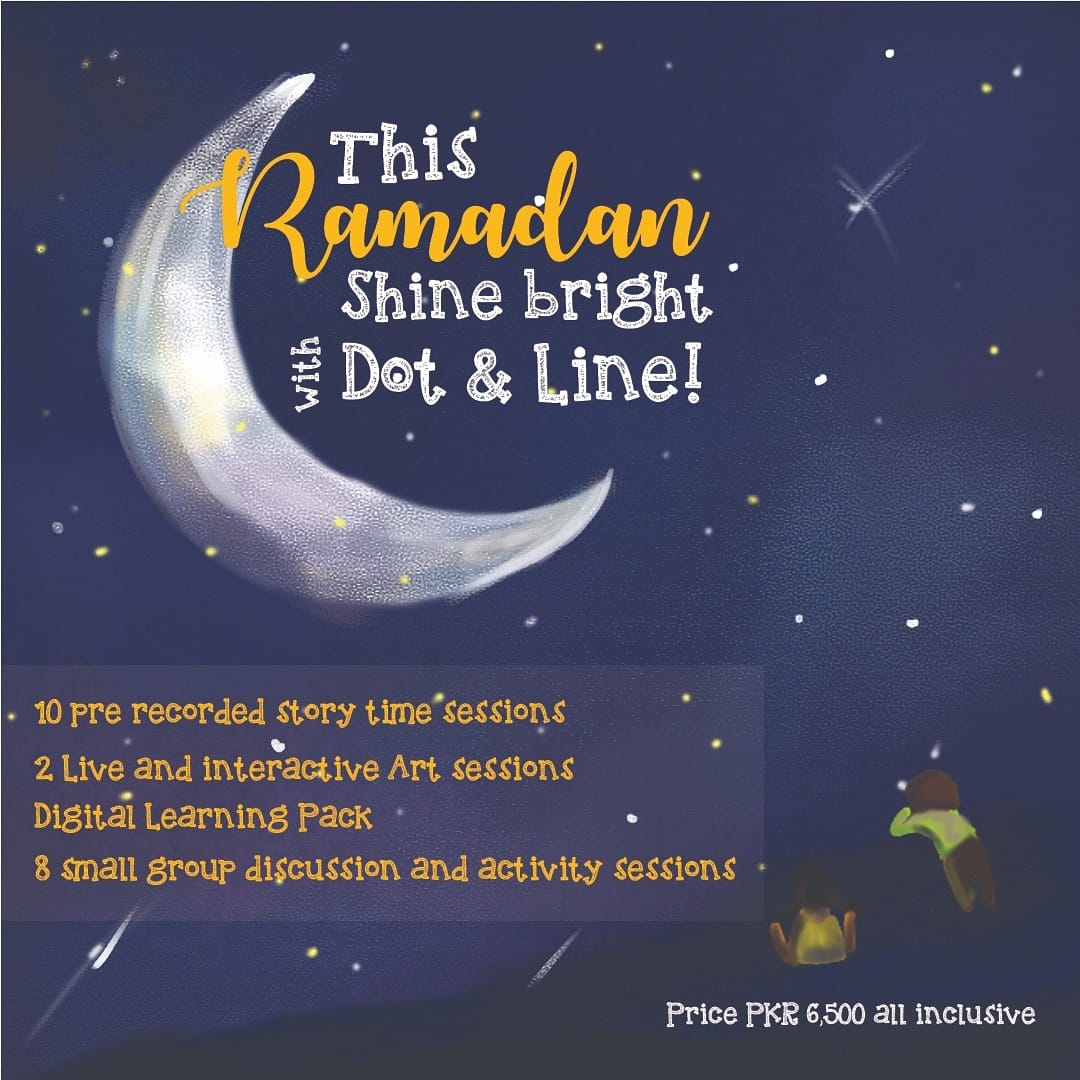 This
Ramadan
Shine bright
with Dot & Line!
10 pre recorded story time sessions
2 Live and interactive Art sessions
Digital Learning Pack
8 small group discussion and activity sessions
Price PKR 6,500 all inclusive